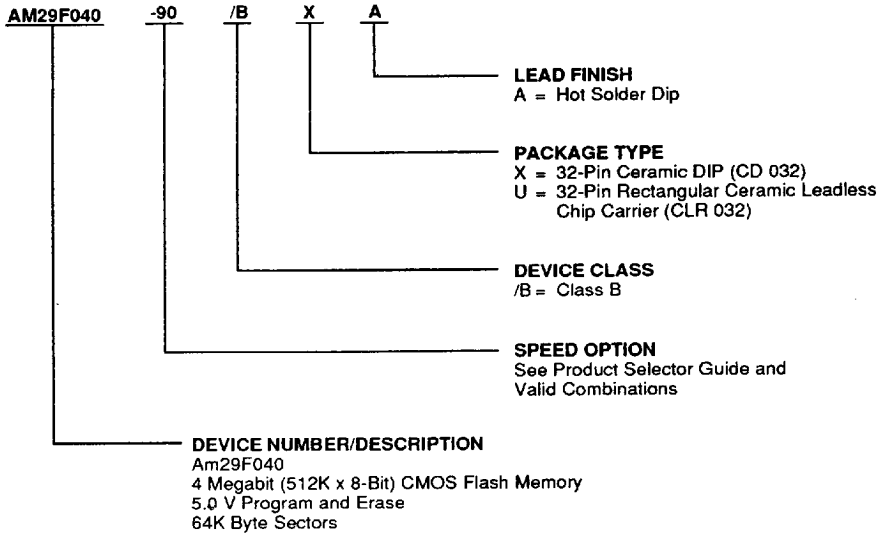 AM29F040 -90 /B X A
LEAD FINISH
A = Hot Solder Dip
PACKAGE TYPE
X = 32-Pin Ceramic DIP (CD 032)
U = 32-Pin Rectangular Ceramic Leadless
Chip Carrier (CLR 032)
DEVICE CLASS
/B = Class B
SPEED OPTION
See Product Selector Guide and
Valid Combinations
DEVICE NUMBER/DESCRIPTION
Am29F040
4 Megabit (512K x 8-Bit) CMOS Flash Memory
5.0 V Program and Erase
64K Byte Sectors